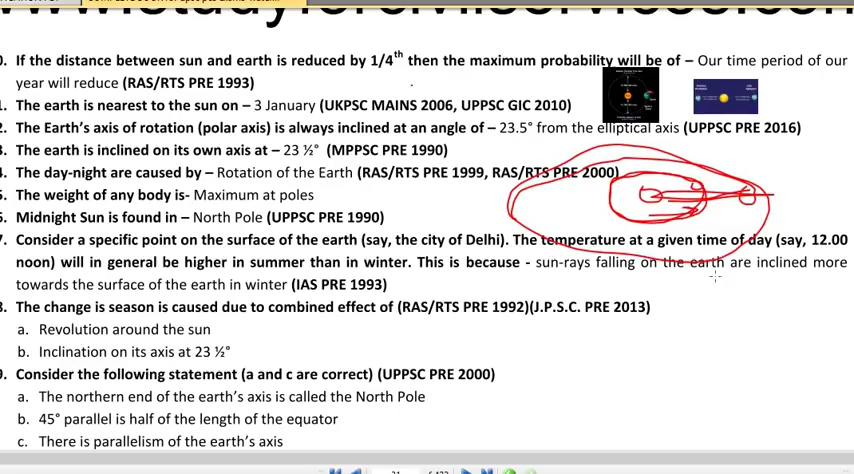 0. If the distance between sun and earth is reduced by 1/4th then the maximum probability will be of – Our time period of our
year will reduce (RAS/RTS PRE 1993)
1. The earth is nearest to the sun on – 3 January (UKPSC MAINS 2006, UPPSC GIC 2010)
2. The Earth's axis of rotation (polar axis) is always inclined at an angle of – 23.5° from the elliptical axis (UPPSC PRE 2016)
3. The earth is inclined on its own axis at – 23 ½° (MPPSC PRE 1990)
4. The day-night are caused by – Rotation of the Earth (RAS/RTS PRE 1999, RAS/RTS PRE 2000)
5. The weight of any body is- Maximum at poles
6. Midnight Sun is found in – North Pole (UPPSC PRE 1990)
7. Consider a specific point on the surface of the earth (say, the city of Delhi). The temperature at a given time of day (say, 12.00
noon) will in general be higher in summer than in winter. This is because - sun-rays falling on the earth are inclined more
towards the surface of the earth in winter (IAS PRE 1993)
8. The change is season is caused due to combined effect of (RAS/RTS PRE 1992)(J.P.S.C. PRE 2013)
a. Revolution around the sun
b. Inclination on its axis at 23 ½°
9. Consider the following statement (a and c are correct) (UPPSC PRE 2000)
a. The northern end of the earth's axis is called the North Pole
b. 45° parallel is half of the length of the equator
c. There is parallelism of the earth's axis